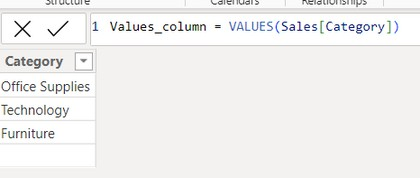 Structure Calendars Relationships
1 Values_column = VALUES(Sales[Category])
Category
Office Supplies
Technology
Furniture